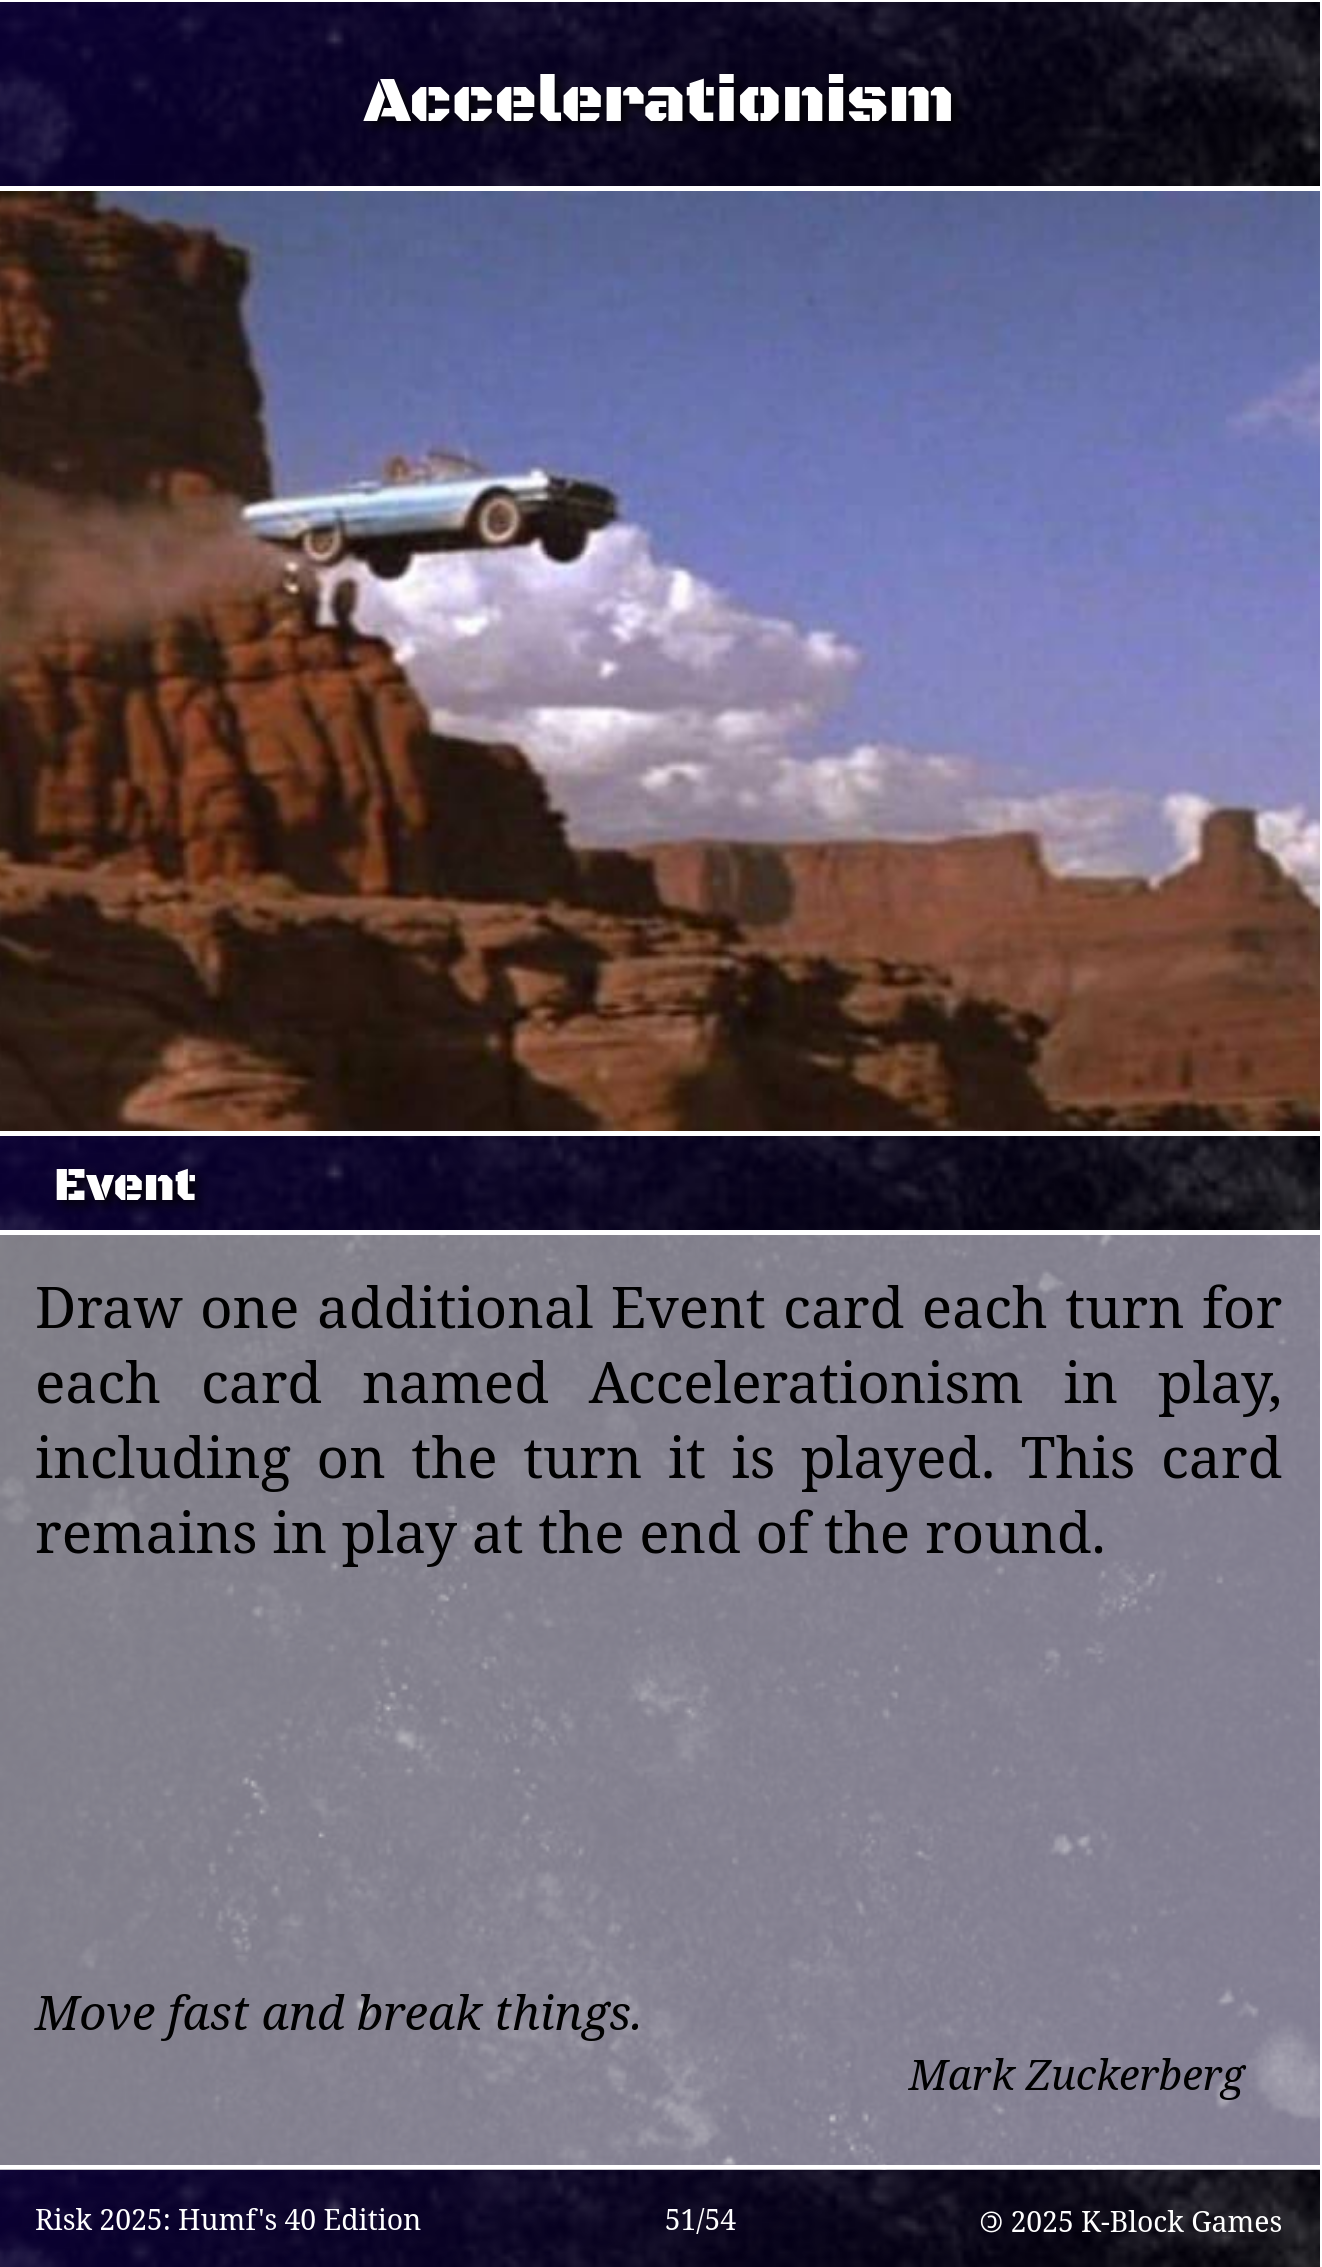 Accelerationism
Event
Draw one additional Event card each turn for
each card named Accelerationism in play,
including on the turn it is played. This card
remains in play at the end of the round.
Move fast and break things.
Mark Zuckerberg
Risk 2025: Humf's 40 Edition
51/54
🄯 2025 K-Block Games